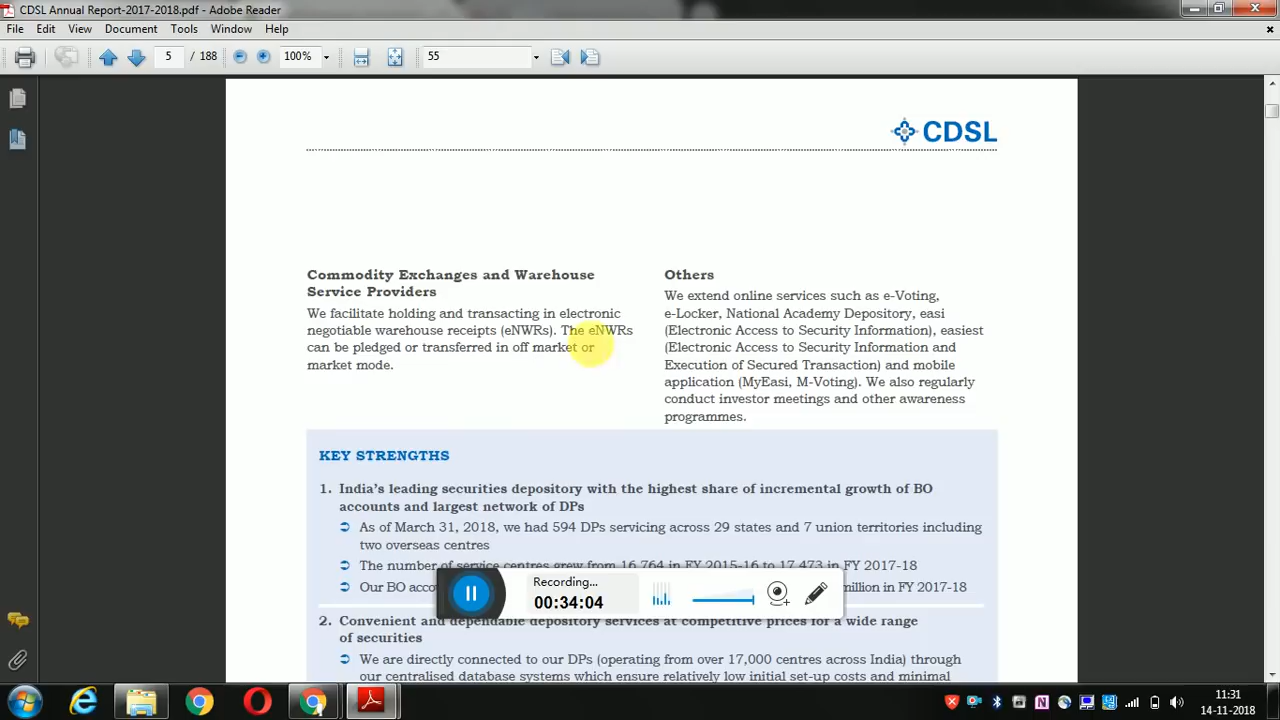 CDSL Annual Report-2017-2018.pdf - Adobe Reader
File Edit View Document Tools Window Help
5 / 188 100% 55
CDSL
Commodity Exchanges and Warehouse
Service Providers
We facilitate holding and transacting in electronic
negotiable warehouse receipts (eNWRs). The eNWRs
can be pledged or transferred in off market or
market mode.
Others
We extend online services such as e-Voting,
e-Locker, National Academy Depository, easi
(Electronic Access to Security Information), easiest
(Electronic Access to Security Information and
Execution of Secured Transaction) and mobile
application (MyEasi, M-Voting). We also regularly
conduct investor meetings and other awareness
programmes.
KEY STRENGTHS
1. India's leading securities depository with the highest share of incremental growth of BO
accounts and largest network of DPs
As of March 31, 2018, we had 594 DPs servicing across 29 states and 7 union territories including
two overseas centres
The number of service centres grew from 16,764 in FY 2015-16 to 17,473 in FY 2017-18
Our BO acco million in FY 2017-18
Recording...
00:34:04
2. Convenient and dependable depository services at competitive prices for a wide range
of securities
We are directly connected to our DPs (operating from over 17,000 centres across India) through
our centralised database systems which ensure relatively low initial set-up costs and minimal
11:31
14-11-2018